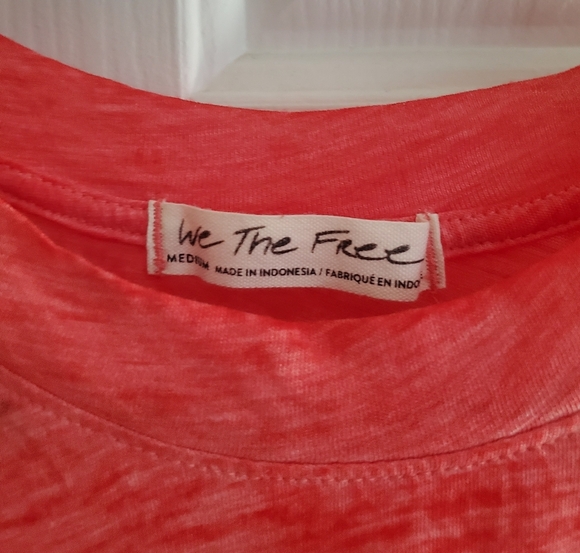 We The Free
MEDIUM MADE IN INDONESIA / FABRIQUÉ EN INDO